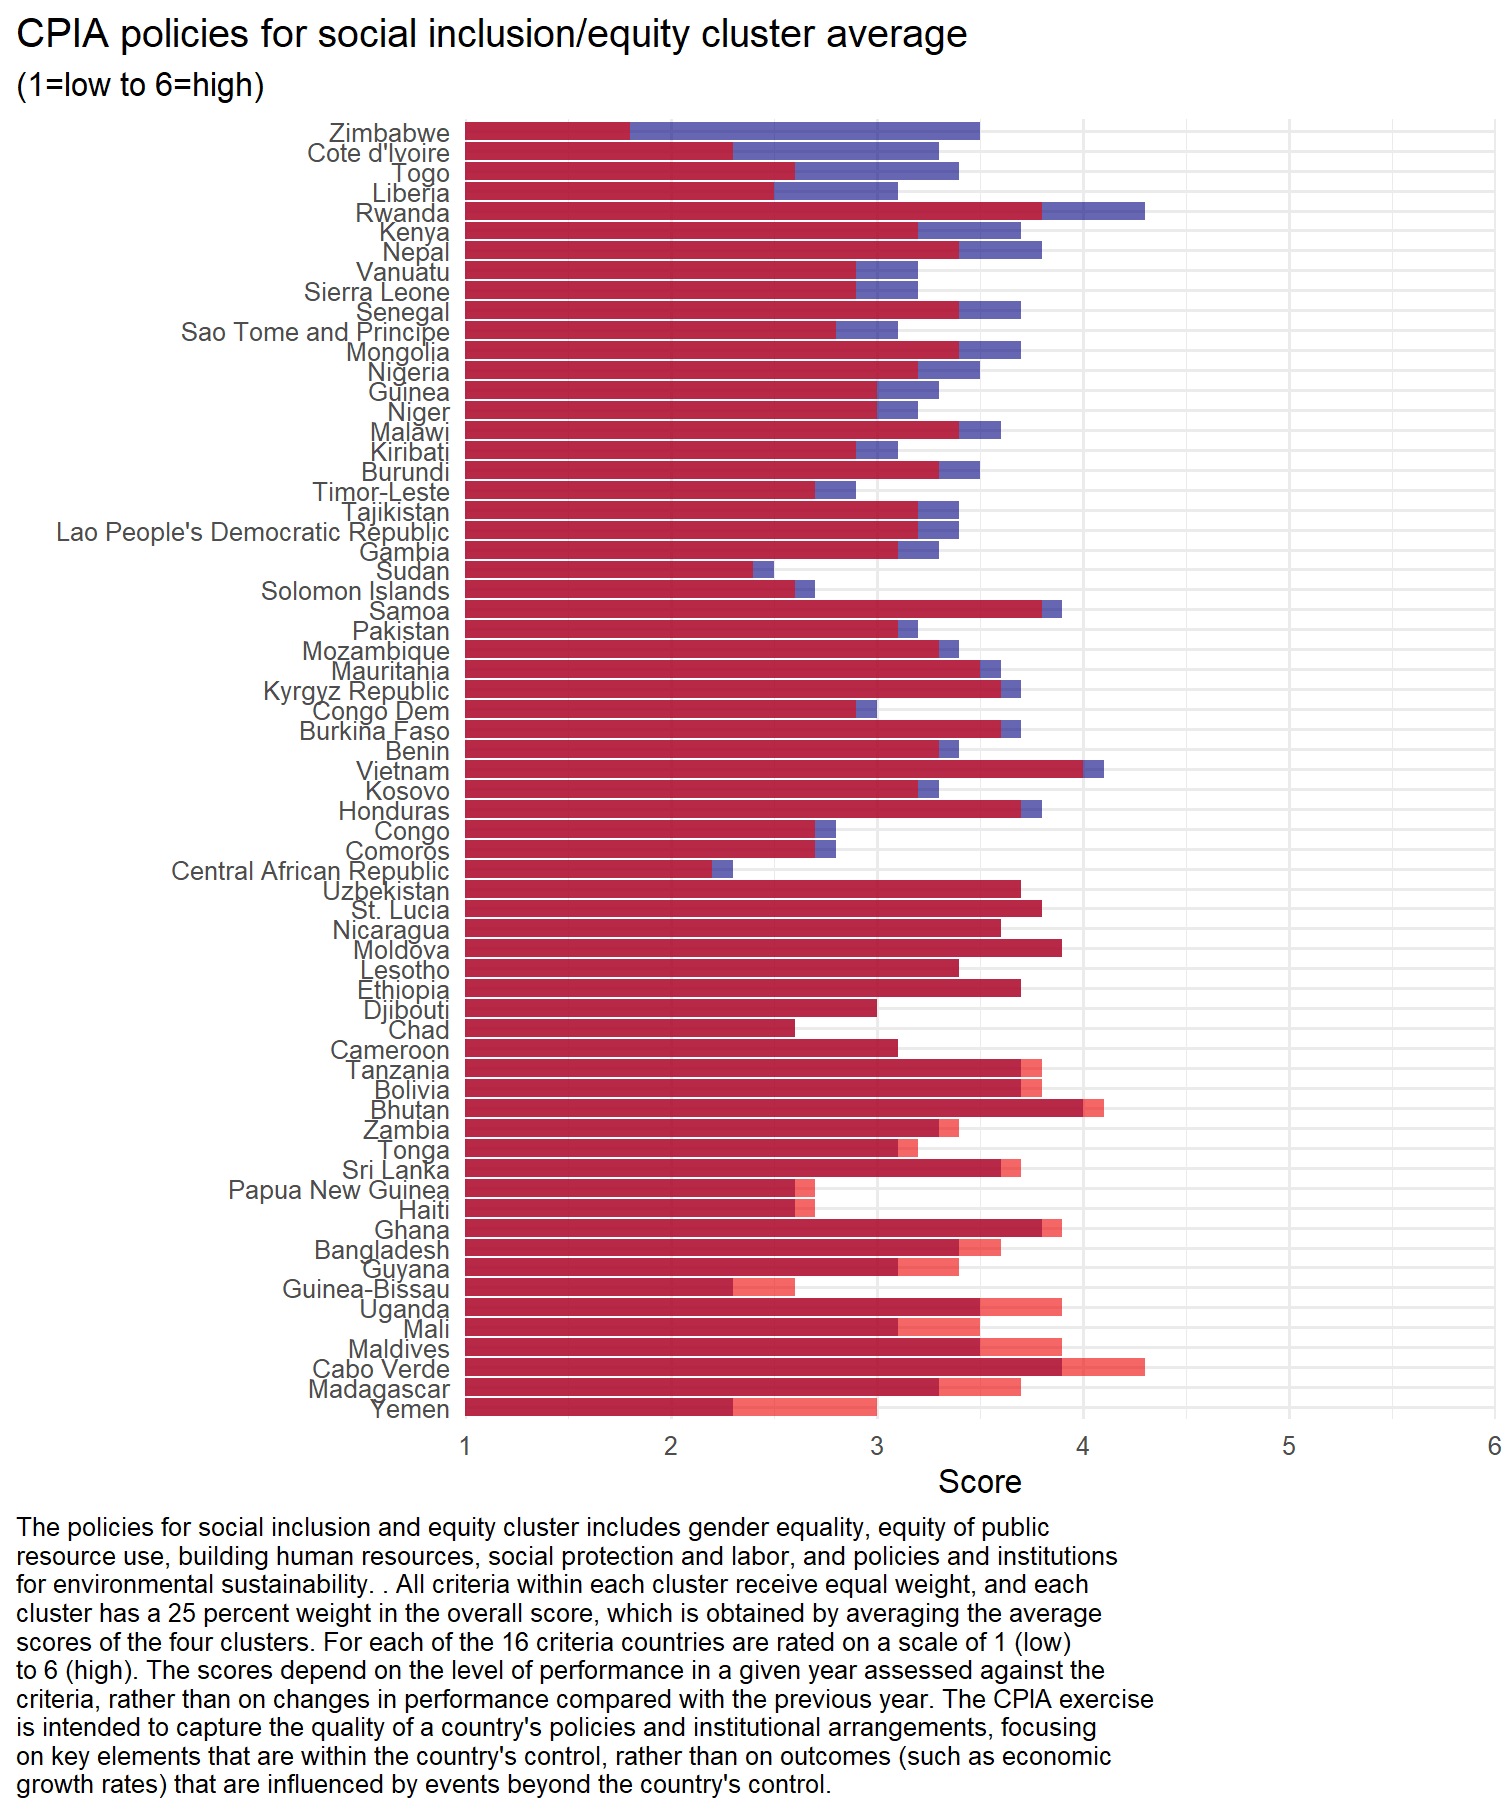 CPIA policies for social inclusion/equity cluster average
(1=low to 6=high)
Zimbabwe
Cote d'Ivoire
Togo
Liberia
Rwanda
Kenya
Nepal
Vanuatu
Sierra Leone
Senegal
Sao Tome and Principe
Mongolia
Nigeria
Guinea
Niger
Malawi
Kiribati
Burundi
Timor-Leste
Tajikistan
Lao People's Democratic Republic
Gambia
Sudan
Solomon Islands
Samoa
Pakistan
Mozambique
Mauritania
Kyrgyz Republic
Congo Dem
Burkina Faso
Benin
Vietnam
Kosovo
Honduras
Congo
Comoros
Central African Republic
Uzbekistan
St. Lucia
Nicaragua
Moldova
Lesotho
Ethiopia
Djibouti
Chad
Cameroon
Tanzania
Bolivia
Bhutan
Zambia
Tonga
Sri Lanka
Papua New Guinea
Haiti
Ghana
Bangladesh
Guyana
Guinea-Bissau
Uganda
Mali
Maldives
Cabo Verde
Madagascar
Yemen
1 2 3 4 5 6
Score
The policies for social inclusion and equity cluster includes gender equality, equity of public
resource use, building human resources, social protection and labor, and policies and institutions
for environmental sustainability. . All criteria within each cluster receive equal weight, and each
cluster has a 25 percent weight in the overall score, which is obtained by averaging the average
scores of the four clusters. For each of the 16 criteria countries are rated on a scale of 1 (low)
to 6 (high). The scores depend on the level of performance in a given year assessed against the
criteria, rather than on changes in performance compared with the previous year. The CPIA exercise
is intended to capture the quality of a country's policies and institutional arrangements, focusing
on key elements that are within the country's control, rather than on outcomes (such as economic
growth rates) that are influenced by events beyond the country's control.